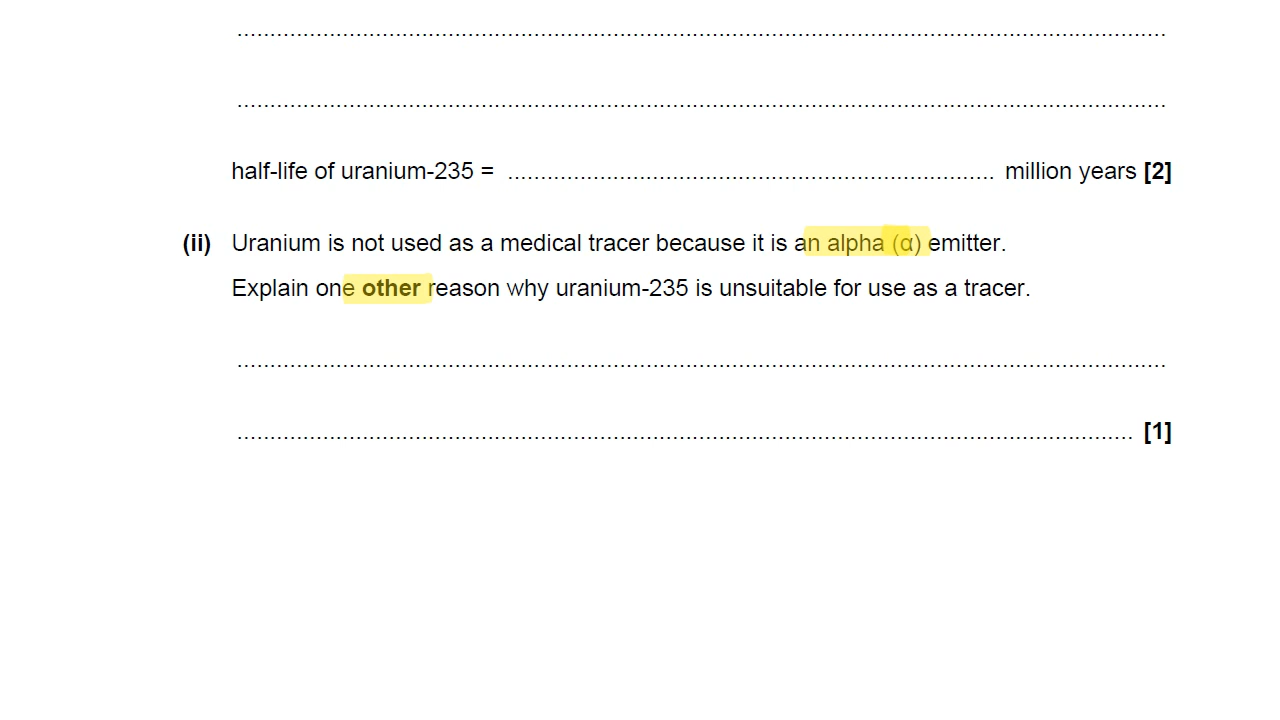 ................................................................................
................................................................................
half-life of uranium-235 = ................................................ million years [2]
(ii) Uranium is not used as a medical tracer because it is an alpha (α) emitter.
Explain one other reason why uranium-235 is unsuitable for use as a tracer.
................................................................................
................................................................................ [1]